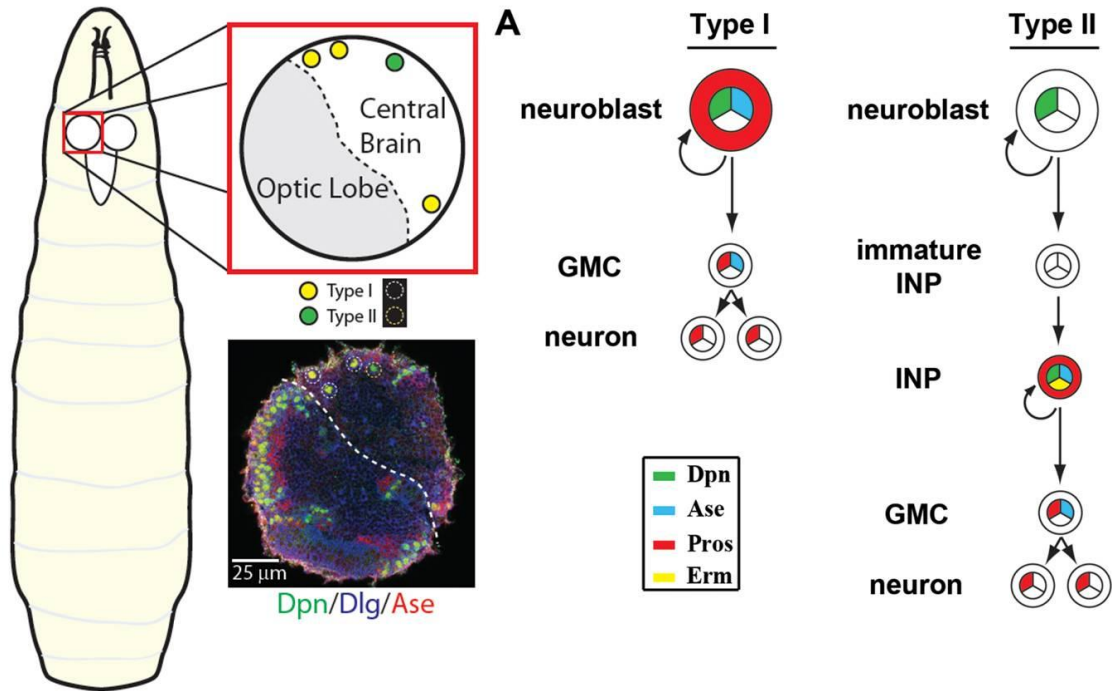 Central
Brain
Optic Lobe
Type I
Type II
25 μm
Dpn/Dlg/Ase
A
Type I
Type II
neuroblast
neuroblast
GMC
immature
INP
neuron
INP
GMC
neuron
Dpn
Ase
Pros
Erm